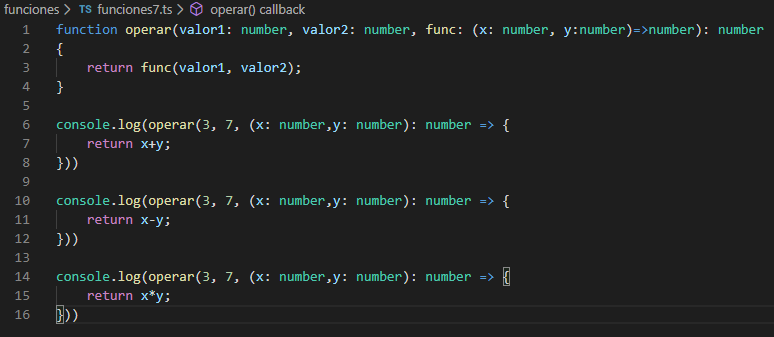 funciones > TS funciones7.ts > operar() callback
1 function operar(valor1: number, valor2: number, func: (x: number, y:number)=>number): number
2 {
3     return func(valor1, valor2);
4 }
5
6 console.log(operar(3, 7, (x: number,y: number): number => {
7     return x+y;
8 }))
9
10 console.log(operar(3, 7, (x: number,y: number): number => {
11     return x-y;
12 }))
13
14 console.log(operar(3, 7, (x: number,y: number): number => {
15     return x*y;
16 }))